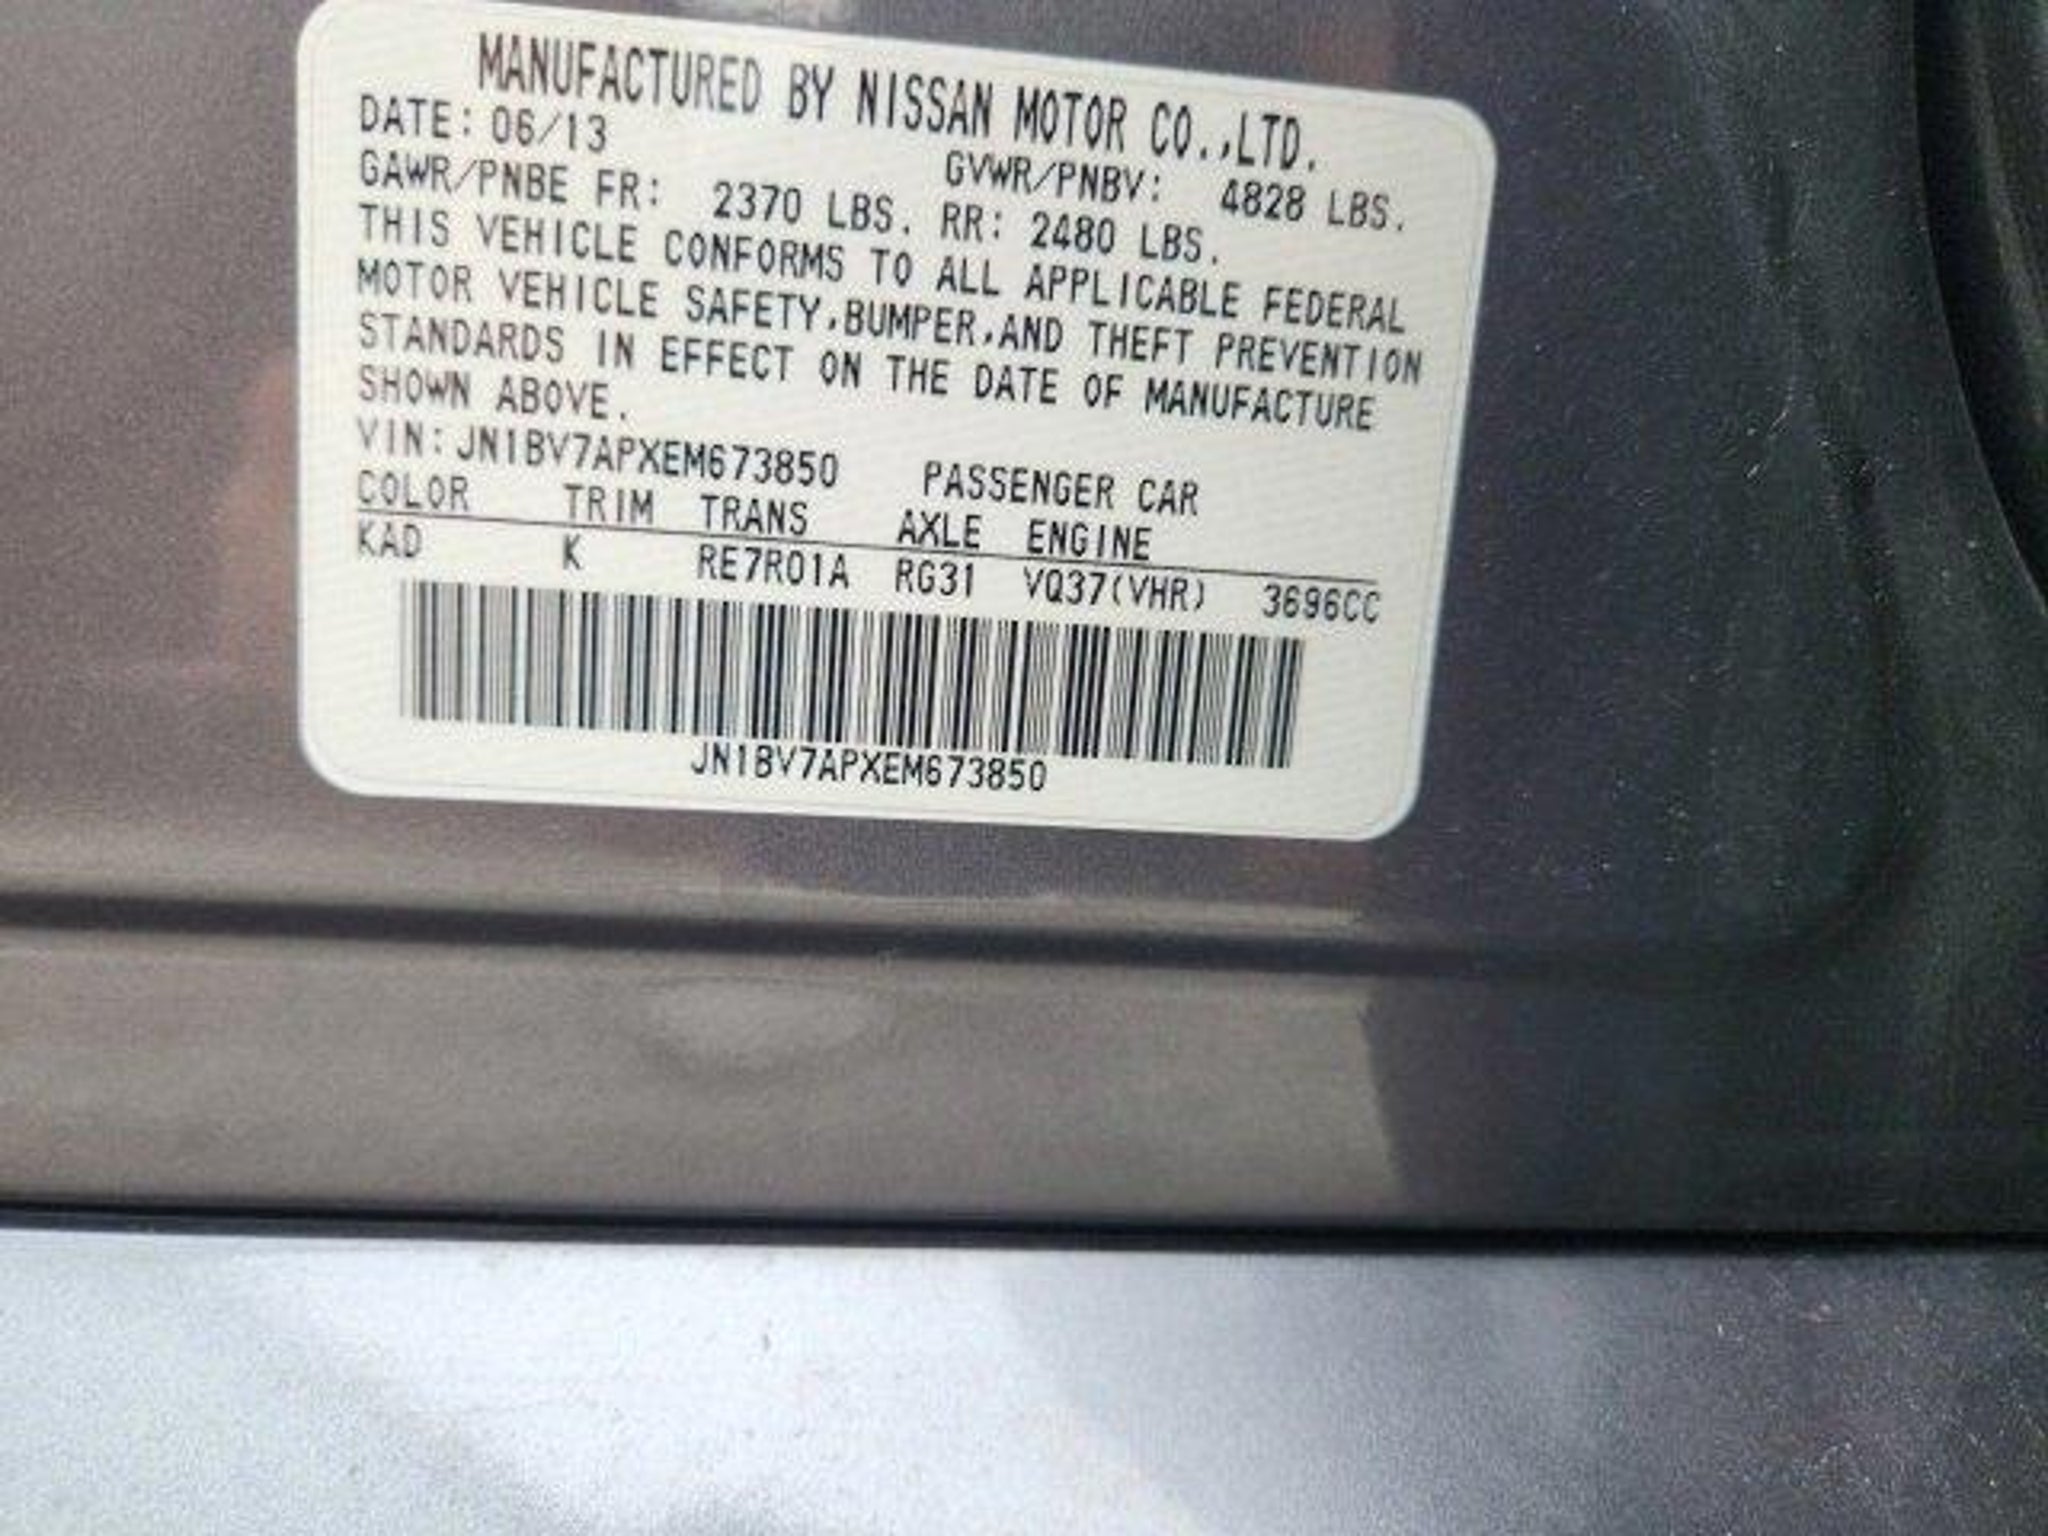 MANUFACTURED BY NISSAN MOTOR CO.,LTD.
DATE: 06/13
GVWR/PNBV: 4828 LBS.
GAWR/PNBE FR: 2370 LBS. RR: 2480 LBS.
THIS VEHICLE CONFORMS TO ALL APPLICABLE FEDERAL
MOTOR VEHICLE SAFETY,BUMPER,AND THEFT PREVENTION
STANDARDS IN EFFECT ON THE DATE OF MANUFACTURE
SHOWN ABOVE.
VIN: JN1BV7APXEM673850 PASSENGER CAR
COLOR TRIM TRANS AXLE ENGINE
KAD K RE7R01A RG31 VQ37(VHR) 3696CC
JN1BV7APXEM673850